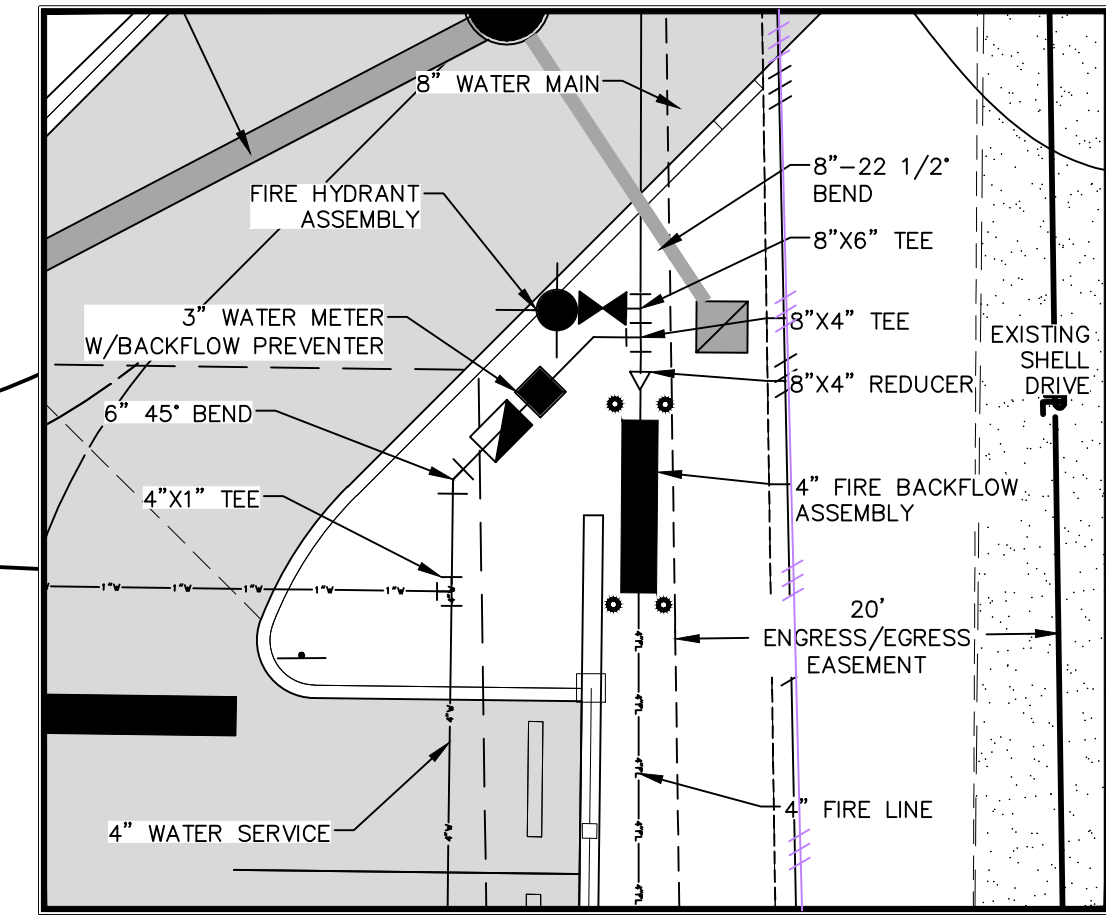 8” WATER MAIN
FIRE HYDRANT
ASSEMBLY
3” WATER METER
W/BACKFLOW PREVENTER
6” 45° BEND
4”X1” TEE
1"W 1"W 1"W 1"W 1"W
4” WATER SERVICE
8”–22 1/2°
BEND
8”X6” TEE
8”X4” TEE
8”X4” REDUCER
EXISTING
SHELL
DRIVE
PL
4” FIRE BACKFLOW
ASSEMBLY
20’
ENGRESS/EGRESS
EASEMENT
4” FIRE LINE